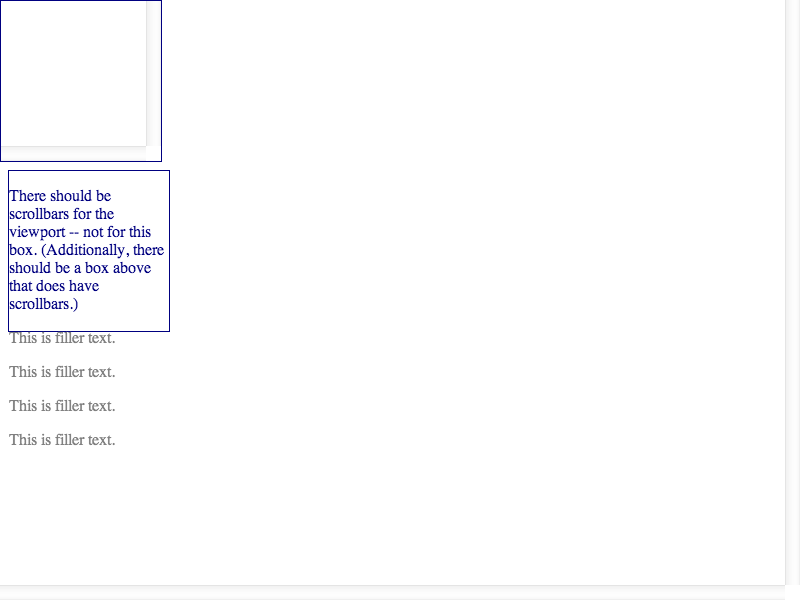 There should be
scrollbars for the
viewport -- not for this
box. (Additionally, there
should be a box above
that does have
scrollbars.)
This is filler text.
This is filler text.
This is filler text.
This is filler text.